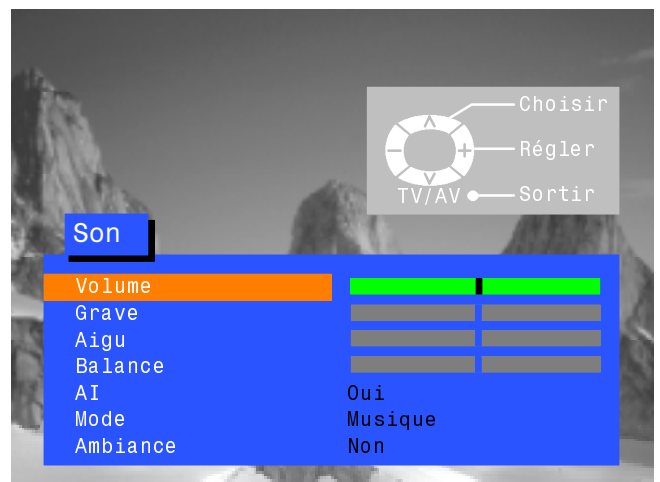 Choisir
Régler
TV/AV Sortir
Son
Volume
Grave
Aigu
Balance
AI Oui
Mode Musique
Ambiance Non